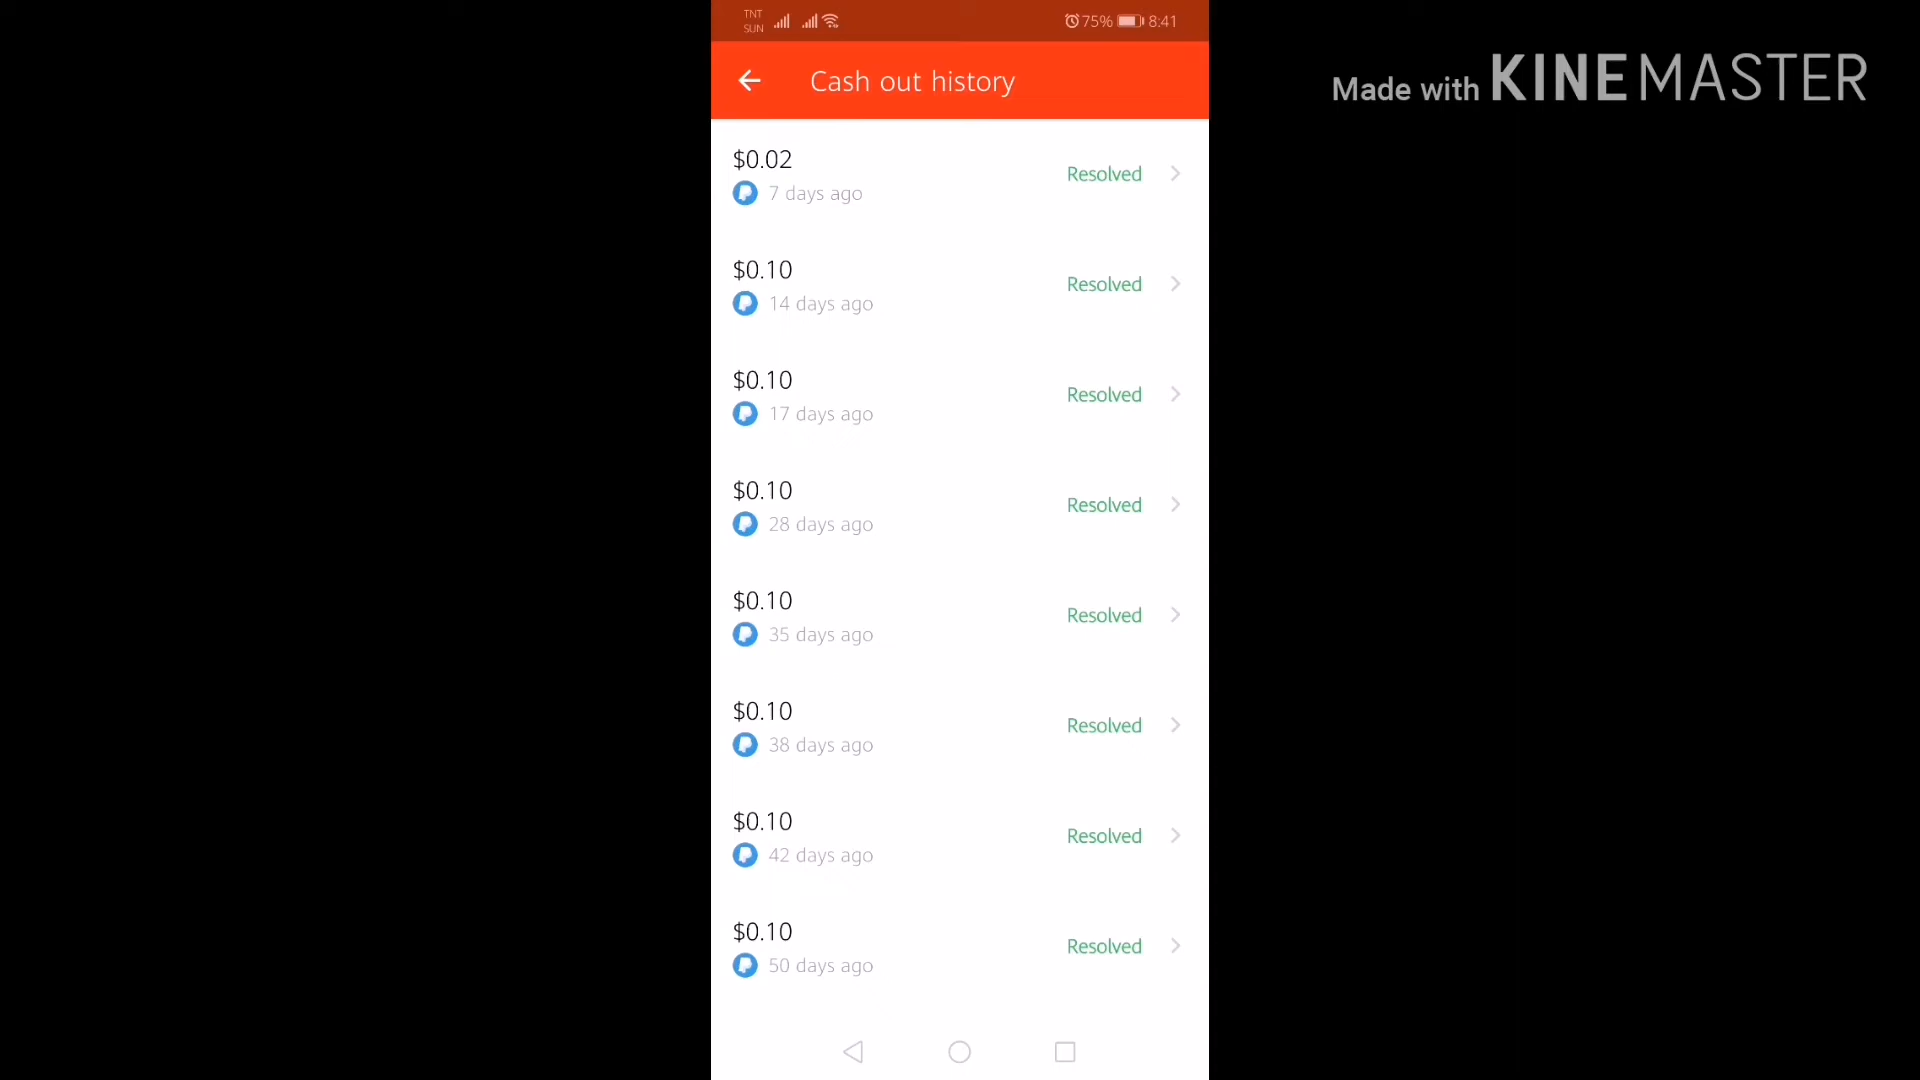 TNT
SUN
75% 8:41
Cash out history
Made with KINEMASTER
$0.02
7 days ago
Resolved
$0.10
14 days ago
Resolved
$0.10
17 days ago
Resolved
$0.10
28 days ago
Resolved
$0.10
35 days ago
Resolved
$0.10
38 days ago
Resolved
$0.10
42 days ago
Resolved
$0.10
50 days ago
Resolved